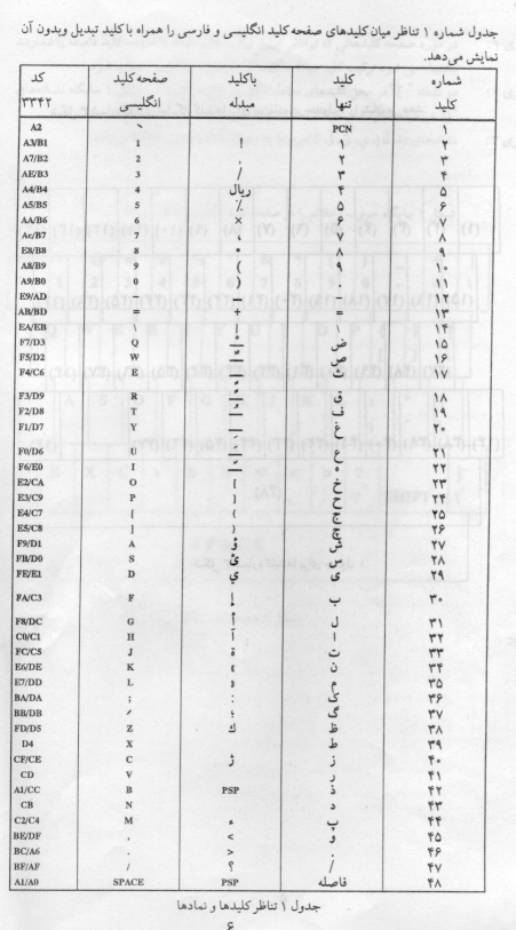 جدول شماره ۱ تناظر میان کلیدهای صفحه کلید انگلیسی و فارسی را همراه با کلید تبدیل وبدون آن
نمایش می‌دهد.
شماره کلید | کلید تنها | باکلید مبدله | صفحه کلید انگلیسی | کد ۳۳۴۲
۱ PCN A2
۲ ۱ ! 1 A3/B1
۳ ۲ 2 A7/B2
۴ ۳ / 3 AE/B3
۵ ۴ ریال 4 A4/B4
۶ ۵ ٪ 5 A5/B5
۷ ۶ × 6 AA/B6
۸ ۷ 7 Ac/B7
۹ ۸ 8 E8/B8
۱۰ ۹ ( 9 A8/B9
۱۱ . ) 0 A9/B0
۱۲ - - E9/AD
۱۳ = + = AB/BD
۱۴ \ | \ EA/EB
۱۵ ض Q F7/D3
۱۶ ص W F5/D2
۱۷ ث E F4/C6
۱۸ ق R F3/D9
۱۹ ف T F2/D8
۲۰ غ Y F1/D7
۲۱ ع U F0/D6
۲۲ I F6/E0
۲۳ O E2/CA
۲۴ P E3/C9
۲۵ E4/C7
۲۶ E5/C8
۲۷ ش ؤ A F9/D1
۲۸ س ئ S FB/D0
۲۹ ی ي D FE/E1
۳۰ ب إ F FA/C3
۳۱ ل أ G F8/DC
۳۲ ا آ H C0/C1
۳۳ ت ة J FC/C5
۳۴ ن K E6/DE
۳۵ م L E7/DD
۳۶ ک : ; BA/DA
۳۷ گ ؛ BB/DB
۳۸ ظ ك Z FD/D5
۳۹ ط X D4
۴۰ ز ژ C CF/CE
۴۱ ر V CD
۴۲ ذ PSP B A1/CC
۴۳ د N CB
۴۴ پ ء M C2/C4
۴۵ و < , BE/DF
۴۶ . > . BC/A6
۴۷ / ؟ / BF/AF
۴۸ فاصله PSP SPACE A1/A0
جدول ۱ تناظر کلیدها و نمادها
۶